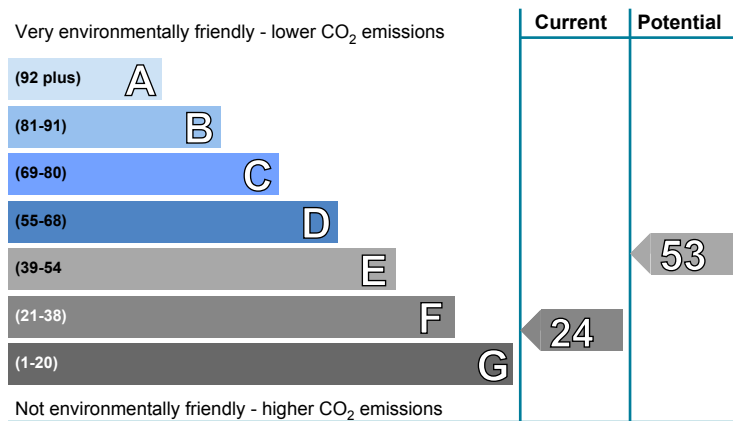 Current Potential
Very environmentally friendly - lower CO2 emissions
(92 plus) A
(81-91) B
(69-80) C
(55-68) D
(39-54 E
53
(21-38) F
24
(1-20) G
Not environmentally friendly - higher CO2 emissions